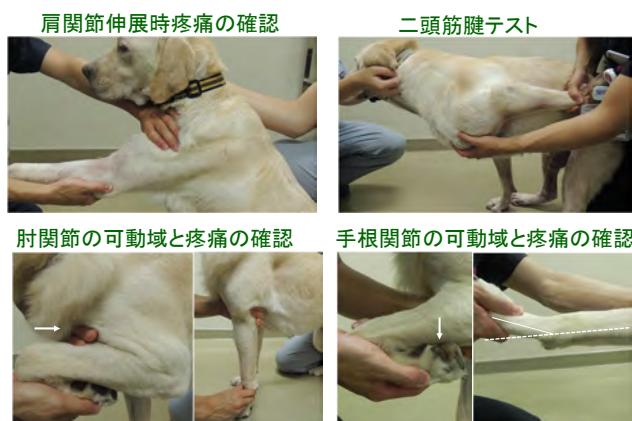 肩関節伸展時疼痛の確認
二頭筋腱テスト
肘関節の可動域と疼痛の確認
手根関節の可動域と疼痛の確認